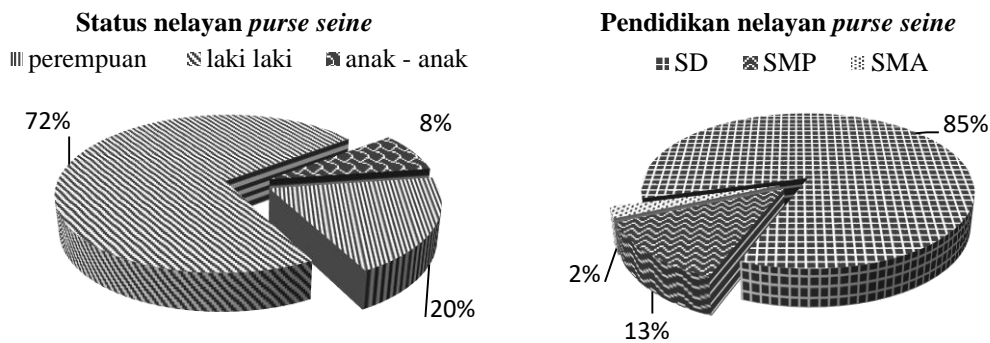 Status nelayan purse seine
perempuan laki laki anak - anak
72%
8%
20%
Pendidikan nelayan purse seine
SD SMP SMA
85%
2%
13%